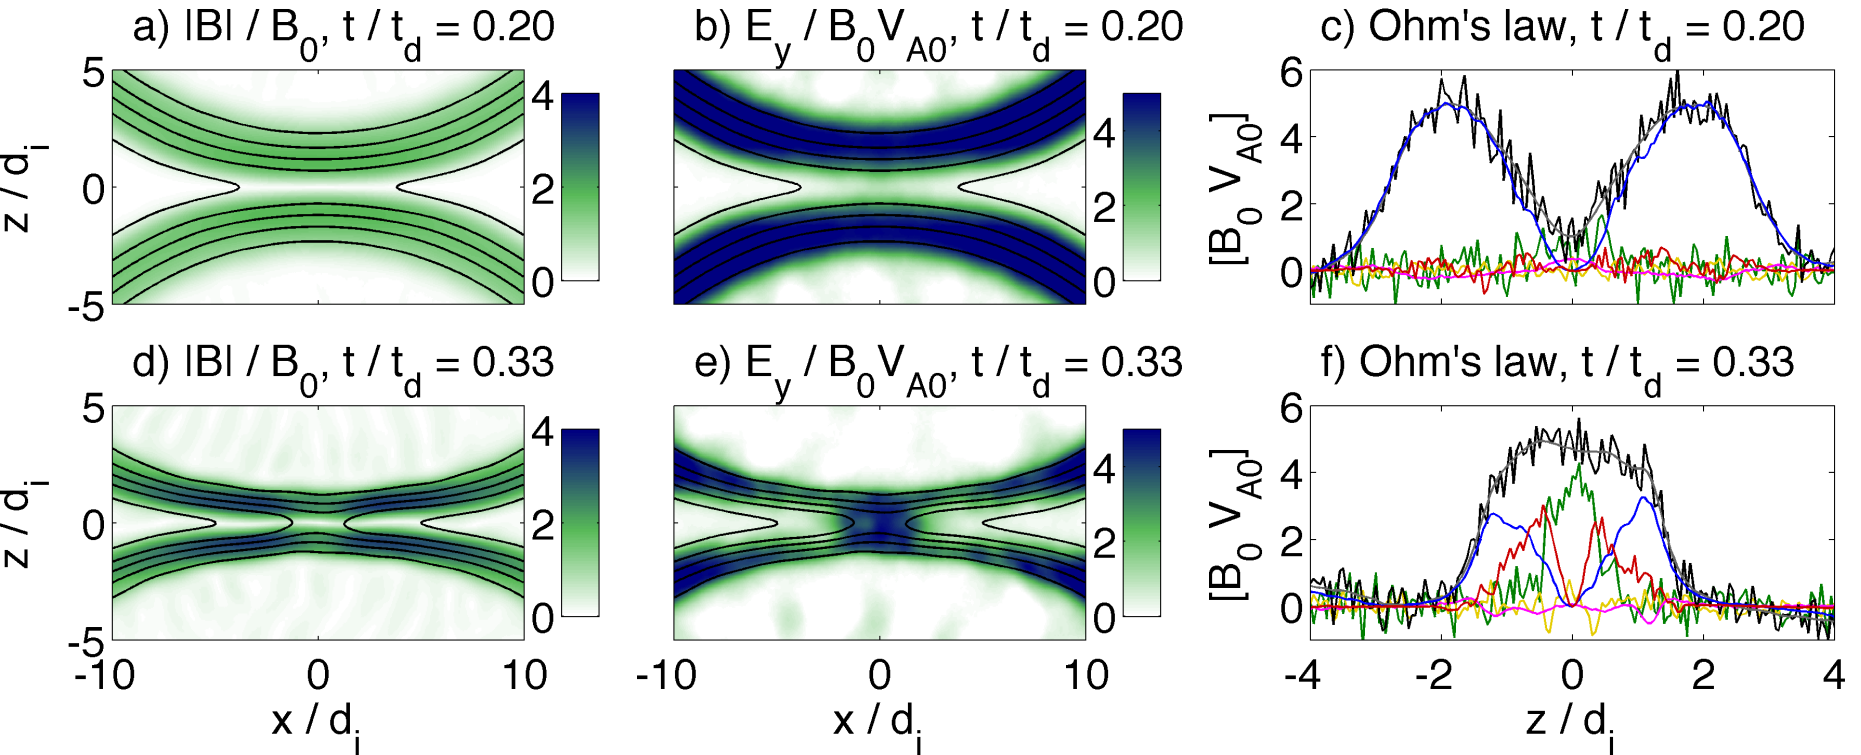 a) |B| / B0, t / td = 0.20
b) Ey / B0VA0, t / td = 0.20
c) Ohm's law, t / td = 0.20
5
0
-5
z / di
4
2
0
4
2
0
6
4
2
0
[B0 VA0]
d) |B| / B0, t / td = 0.33
e) Ey / B0VA0, t / td = 0.33
f) Ohm's law, t / td = 0.33
5
0
-5
z / di
-10
0
10
x / di
4
2
0
-10
0
10
x / di
4
2
0
6
4
2
0
[B0 VA0]
-4
-2
0
2
4
z / di